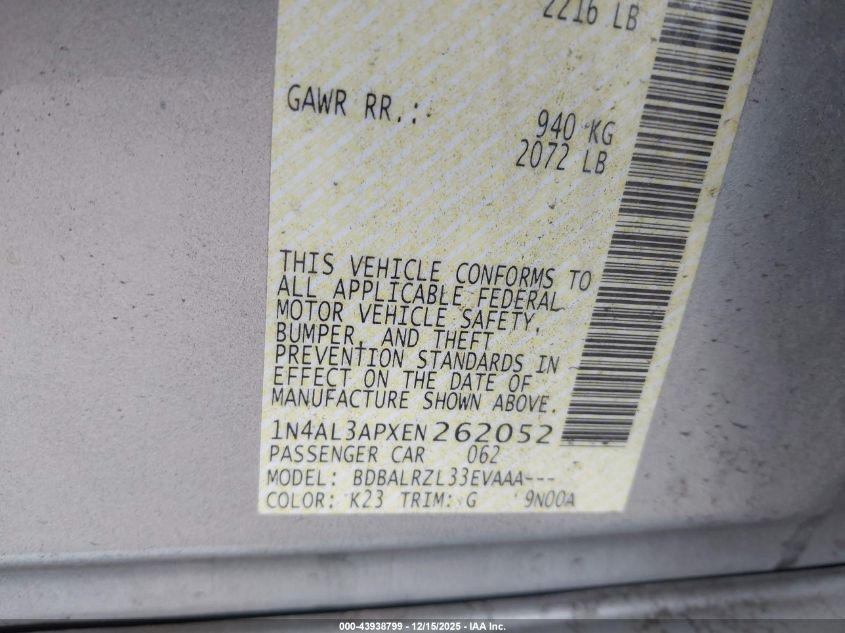 2216 LB
GAWR RR.:
940 KG
2072 LB
THIS VEHICLE CONFORMS TO
ALL APPLICABLE FEDERAL
MOTOR VEHICLE SAFETY,
BUMPER, AND THEFT
PREVENTION STANDARDS IN
EFFECT ON THE DATE OF
MANUFACTURE SHOWN ABOVE.
1N4AL3APXEN262052
PASSENGER CAR 062
MODEL: BDBALRZL33EVAAA---
COLOR: K23 TRIM: G 9N00A
000-43938799 - 12/15/2025 - IAA Inc.